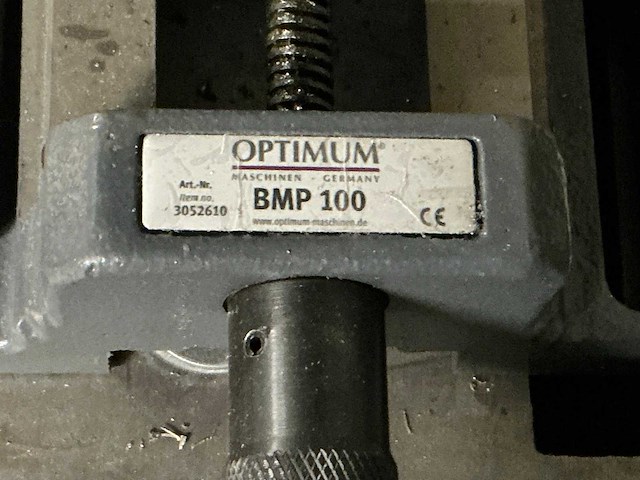 OPTIMUM®
MASCHINEN - GERMANY
Art.-Nr.
Item no.
3052610
BMP 100
www.optimum-maschinen.de
CE